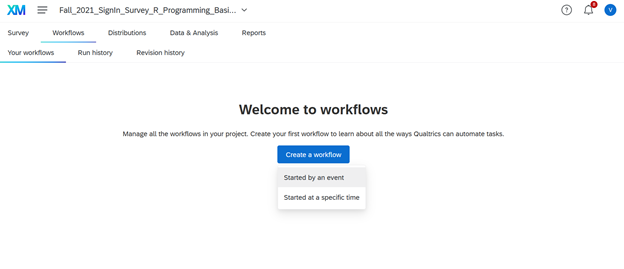 XM Fall_2021_SignIn_Survey_R_Programming_Basi... ? 3 V
Survey Workflows Distributions Data & Analysis Reports
Your workflows Run history Revision history
Welcome to workflows
Manage all the workflows in your project. Create your first workflow to learn about all the ways Qualtrics can automate tasks.
Create a workflow
Started by an event
Started at a specific time